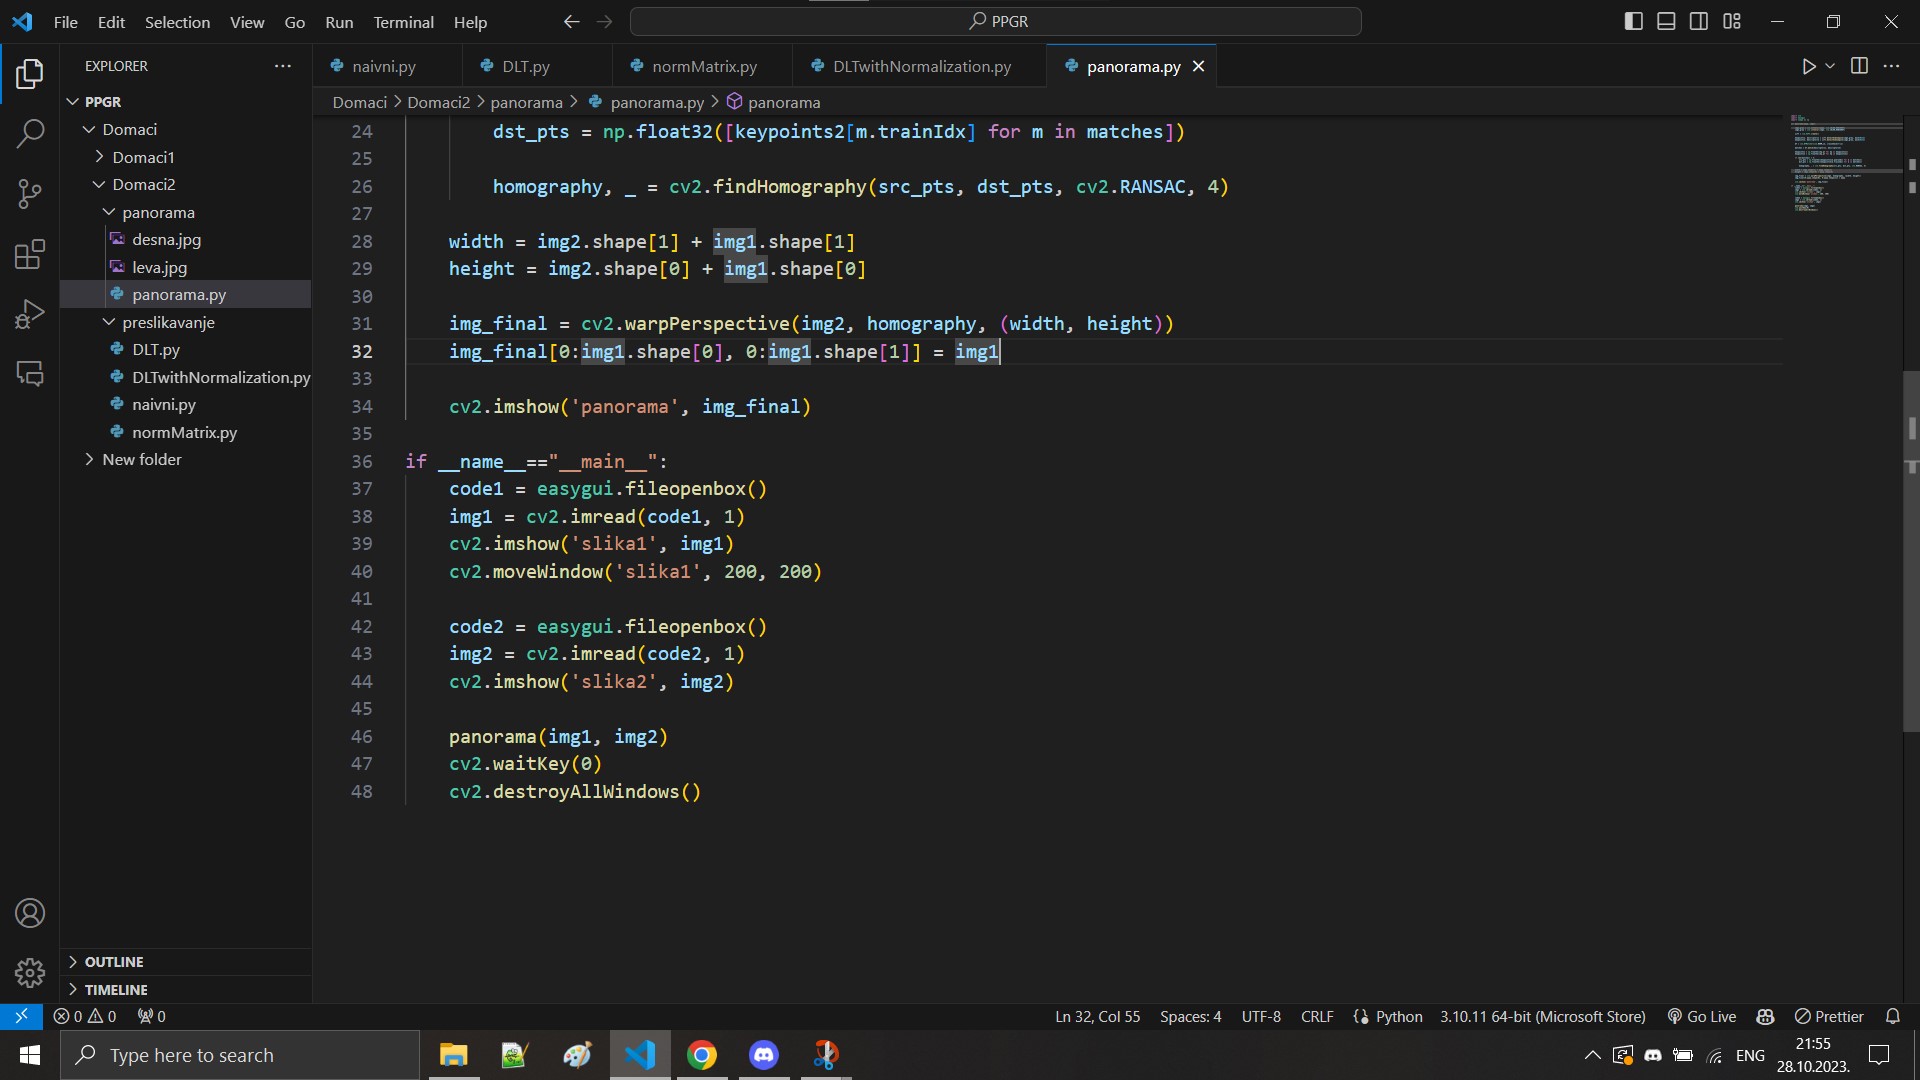 File Edit Selection View Go Run Terminal Help
PPGR
EXPLORER
PPGR
Domaci
Domaci1
Domaci2
panorama
desna.jpg
leva.jpg
panorama.py
preslikavanje
DLT.py
DLTwithNormalization.py
naivni.py
normMatrix.py
New folder
OUTLINE
TIMELINE
naivni.py DLT.py normMatrix.py DLTwithNormalization.py panorama.py
Domaci > Domaci2 > panorama > panorama.py > panorama
24 dst_pts = np.float32([keypoints2[m.trainIdx] for m in matches])
25
26 homography, _ = cv2.findHomography(src_pts, dst_pts, cv2.RANSAC, 4)
27
28 width = img2.shape[1] + img1.shape[1]
29 height = img2.shape[0] + img1.shape[0]
30
31 img_final = cv2.warpPerspective(img2, homography, (width, height))
32 img_final[0:img1.shape[0], 0:img1.shape[1]] = img1
33
34 cv2.imshow('panorama', img_final)
35
36 if __name__=="__main__":
37 code1 = easygui.fileopenbox()
38 img1 = cv2.imread(code1, 1)
39 cv2.imshow('slika1', img1)
40 cv2.moveWindow('slika1', 200, 200)
41
42 code2 = easygui.fileopenbox()
43 img2 = cv2.imread(code2, 1)
44 cv2.imshow('slika2', img2)
45
46 panorama(img1, img2)
47 cv2.waitKey(0)
48 cv2.destroyAllWindows()
0 0 0 Ln 32, Col 55 Spaces: 4 UTF-8 CRLF Python 3.10.11 64-bit (Microsoft Store) Go Live Prettier
Type here to search
ENG
21:55
28.10.2023.